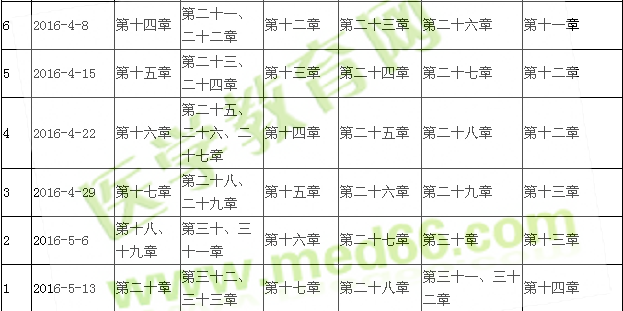 6 2016-4-8 第十四章 第二十一、二十二章 第十二章 第二十三章 第二十六章 第十一章
5 2016-4-15 第十五章 第二十三、二十四章 第十三章 第二十四章 第二十七章 第十二章
4 2016-4-22 第十六章 第二十五、二十六、二十七章 第十四章 第二十五章 第二十八章 第十二章
3 2016-4-29 第十七章 第二十八、二十九章 第十五章 第二十六章 第二十九章 第十三章
2 2016-5-6 第十八、十九章 第三十、三十一章 第十六章 第二十七章 第三十章 第十三章
1 2016-5-13 第二十章 第三十二、三十三章 第十七章 第二十八章 第三十一、三十二章 第十四章
医学教育网
www.med66.com